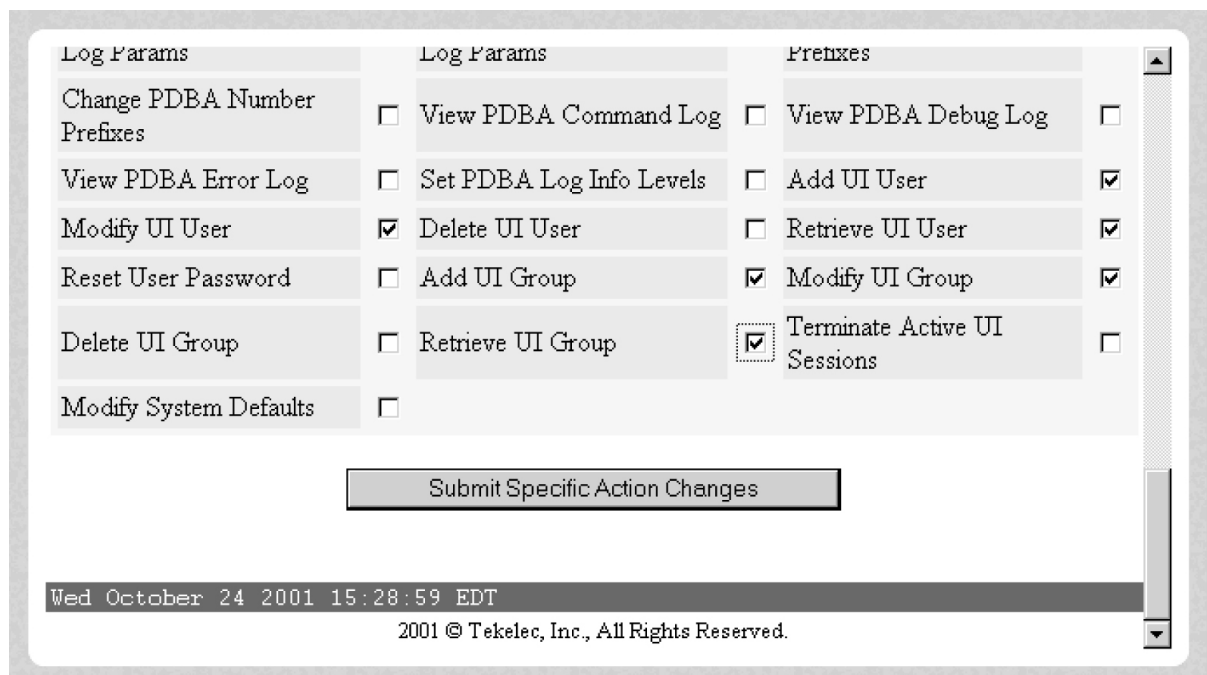 Log Params Log Params Prefixes
Change PDBA Number
Prefixes
View PDBA Command Log View PDBA Debug Log
View PDBA Error Log Set PDBA Log Info Levels Add UI User
Modify UI User Delete UI User Retrieve UI User
Reset User Password Add UI Group Modify UI Group
Delete UI Group Retrieve UI Group
Terminate Active UI
Sessions
Modify System Defaults
Submit Specific Action Changes
Wed October 24 2001 15:28:59 EDT
2001 © Tekelec, Inc., All Rights Reserved.